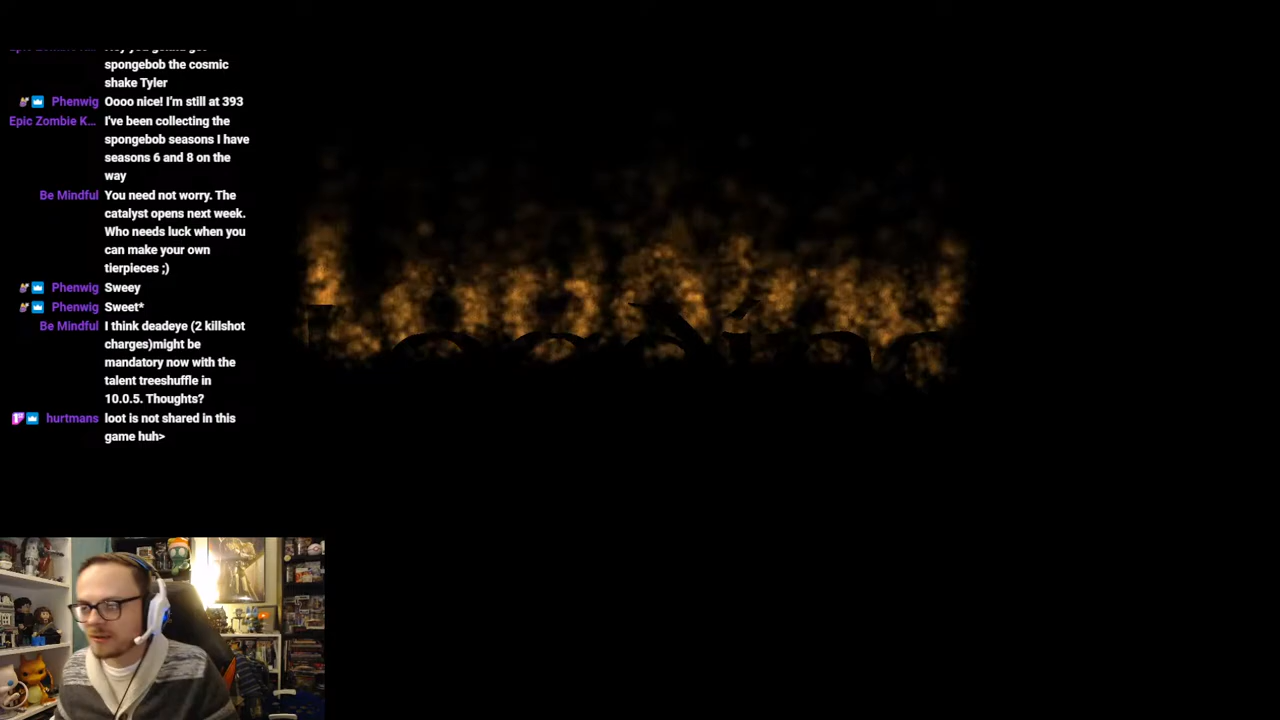 spongebob the cosmic
shake Tyler
Phenwig Oooo nice! I'm still at 393
Epic Zombie K... I've been collecting the
spongebob seasons I have
seasons 6 and 8 on the
way
Be Mindful You need not worry. The
catalyst opens next week.
Who needs luck when you
can make your own
tierpieces ;)
Phenwig Sweey
Phenwig Sweet*
Be Mindful I think deadeye (2 killshot
charges)might be
mandatory now with the
talent treeshuffle in
10.0.5. Thoughts?
hurtmans loot is not shared in this
game huh>